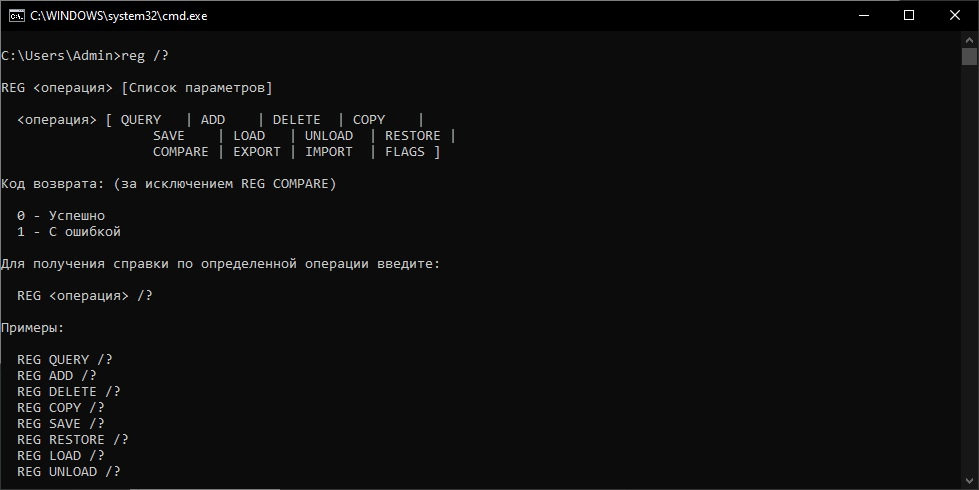 C:\WINDOWS\system32\cmd.exe
C:\Users\Admin>reg /?
REG <операция> [Список параметров]
<операция> [ QUERY | ADD | DELETE | COPY |
SAVE | LOAD | UNLOAD | RESTORE |
COMPARE | EXPORT | IMPORT | FLAGS ]
Код возврата: (за исключением REG COMPARE)
0 - Успешно
1 - С ошибкой
Для получения справки по определенной операции введите:
REG <операция> /?
Примеры:
REG QUERY /?
REG ADD /?
REG DELETE /?
REG COPY /?
REG SAVE /?
REG RESTORE /?
REG LOAD /?
REG UNLOAD /?